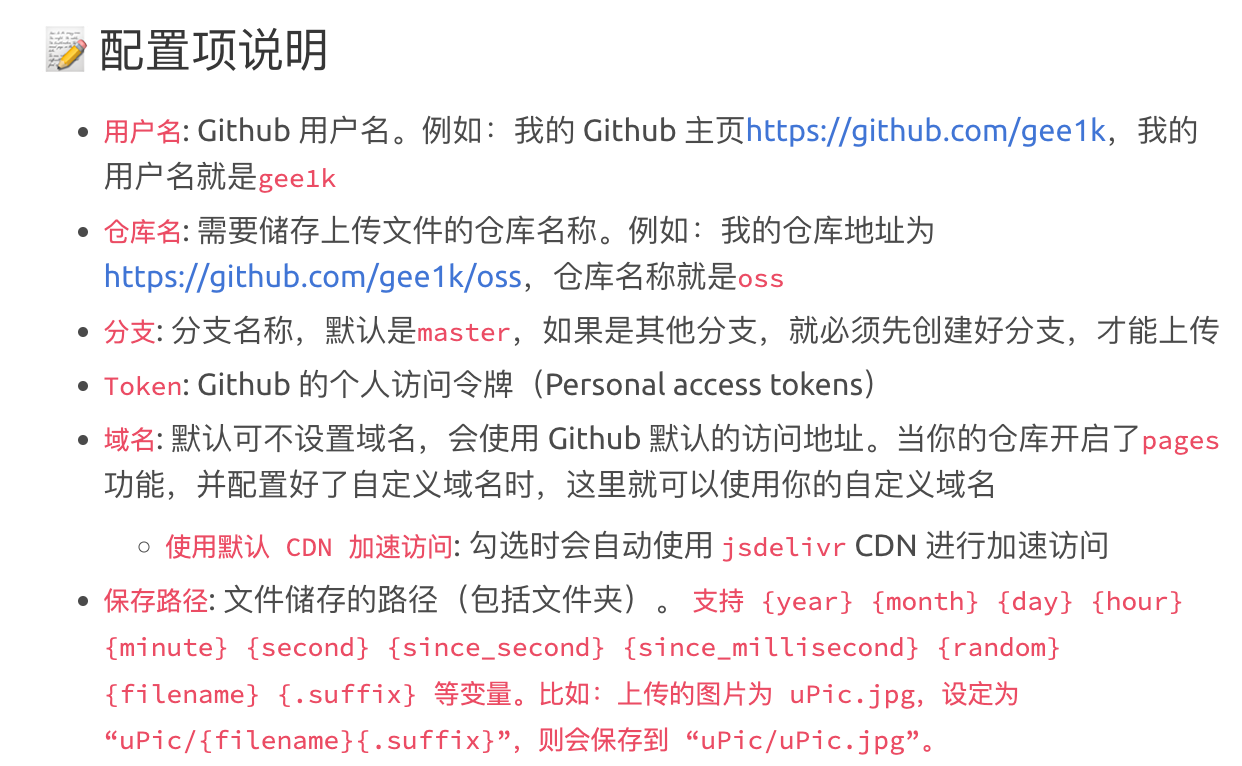 配置项说明
用户名: Github 用户名。例如：我的 Github 主页https://github.com/gee1k，我的
用户名就是gee1k
仓库名: 需要储存上传文件的仓库名称。例如：我的仓库地址为
https://github.com/gee1k/oss，仓库名称就是oss
分支: 分支名称，默认是master，如果是其他分支，就必须先创建好分支，才能上传
Token: Github 的个人访问令牌（Personal access tokens）
域名: 默认可不设置域名，会使用 Github 默认的访问地址。当你的仓库开启了pages
功能，并配置好了自定义域名时，这里就可以使用你的自定义域名
使用默认 CDN 加速访问: 勾选时会自动使用 jsdelivr CDN 进行加速访问
保存路径: 文件储存的路径（包括文件夹）。 支持 {year} {month} {day} {hour}
{minute} {second} {since_second} {since_millisecond} {random}
{filename} {.suffix} 等变量。比如：上传的图片为 uPic.jpg，设定为
“uPic/{filename}{.suffix}”，则会保存到 “uPic/uPic.jpg”。